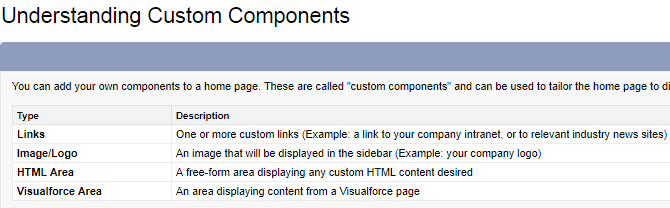 Understanding Custom Components
You can add your own components to a home page. These are called "custom components" and can be used to tailor the home page to di
Type Description
Links One or more custom links (Example: a link to your company intranet, or to relevant industry news sites)
Image/Logo An image that will be displayed in the sidebar (Example: your company logo)
HTML Area A free-form area displaying any custom HTML content desired
Visualforce Area An area displaying content from a Visualforce page